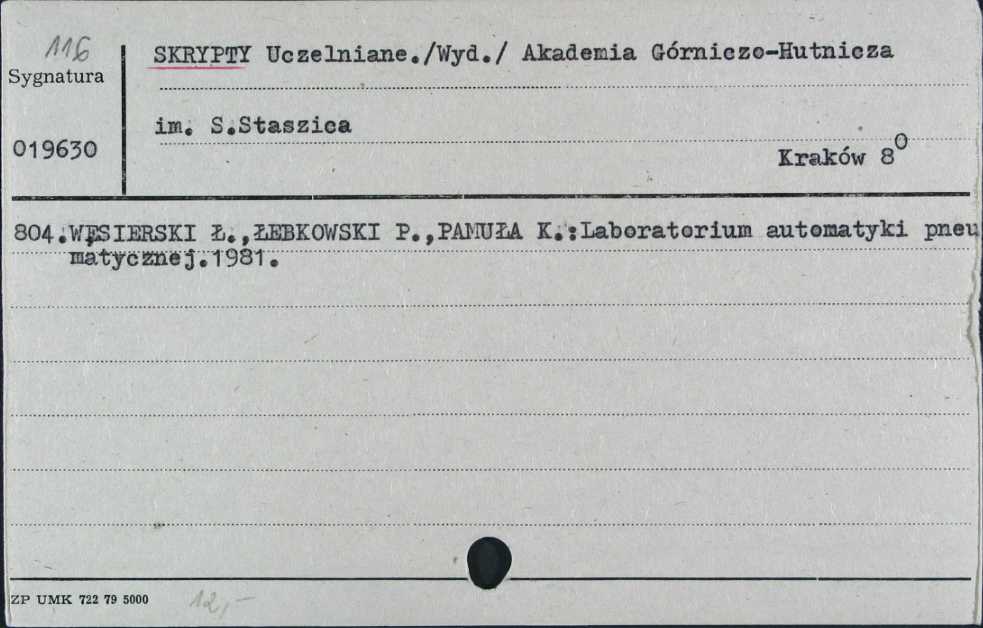 116
SKRYPTY Uczelniane./Wyd./ Akademia Górniczo-Hutnicza
Sygnatura
im. S.Staszica
019630
Kraków 8⁰
804.WĘSIERSKI Ł.,ŁEBKOWSKI P.,PAMUŁA K.:Laboratorium automatyki pneu
matycznej.1981.
ZP UMK 722 79 5000
12,-